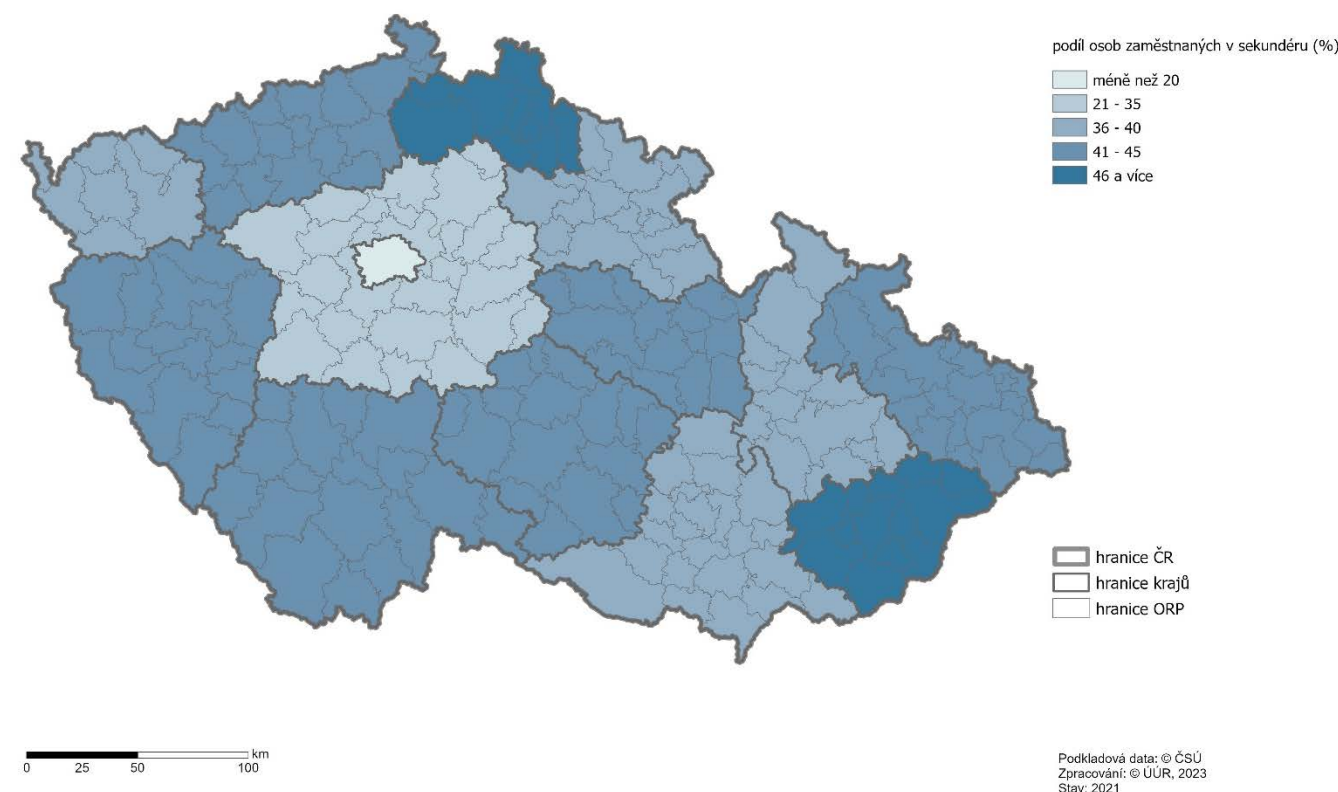 podíl osob zaměstnaných v sekundéru (%)
méně než 20
21 - 35
36 - 40
41 - 45
46 a více
hranice ČR
hranice krajů
hranice ORP
km
0 25 50 100
Podkladová data: © ČSÚ
Zpracování: © ÚÚR, 2023
Stav: 2021